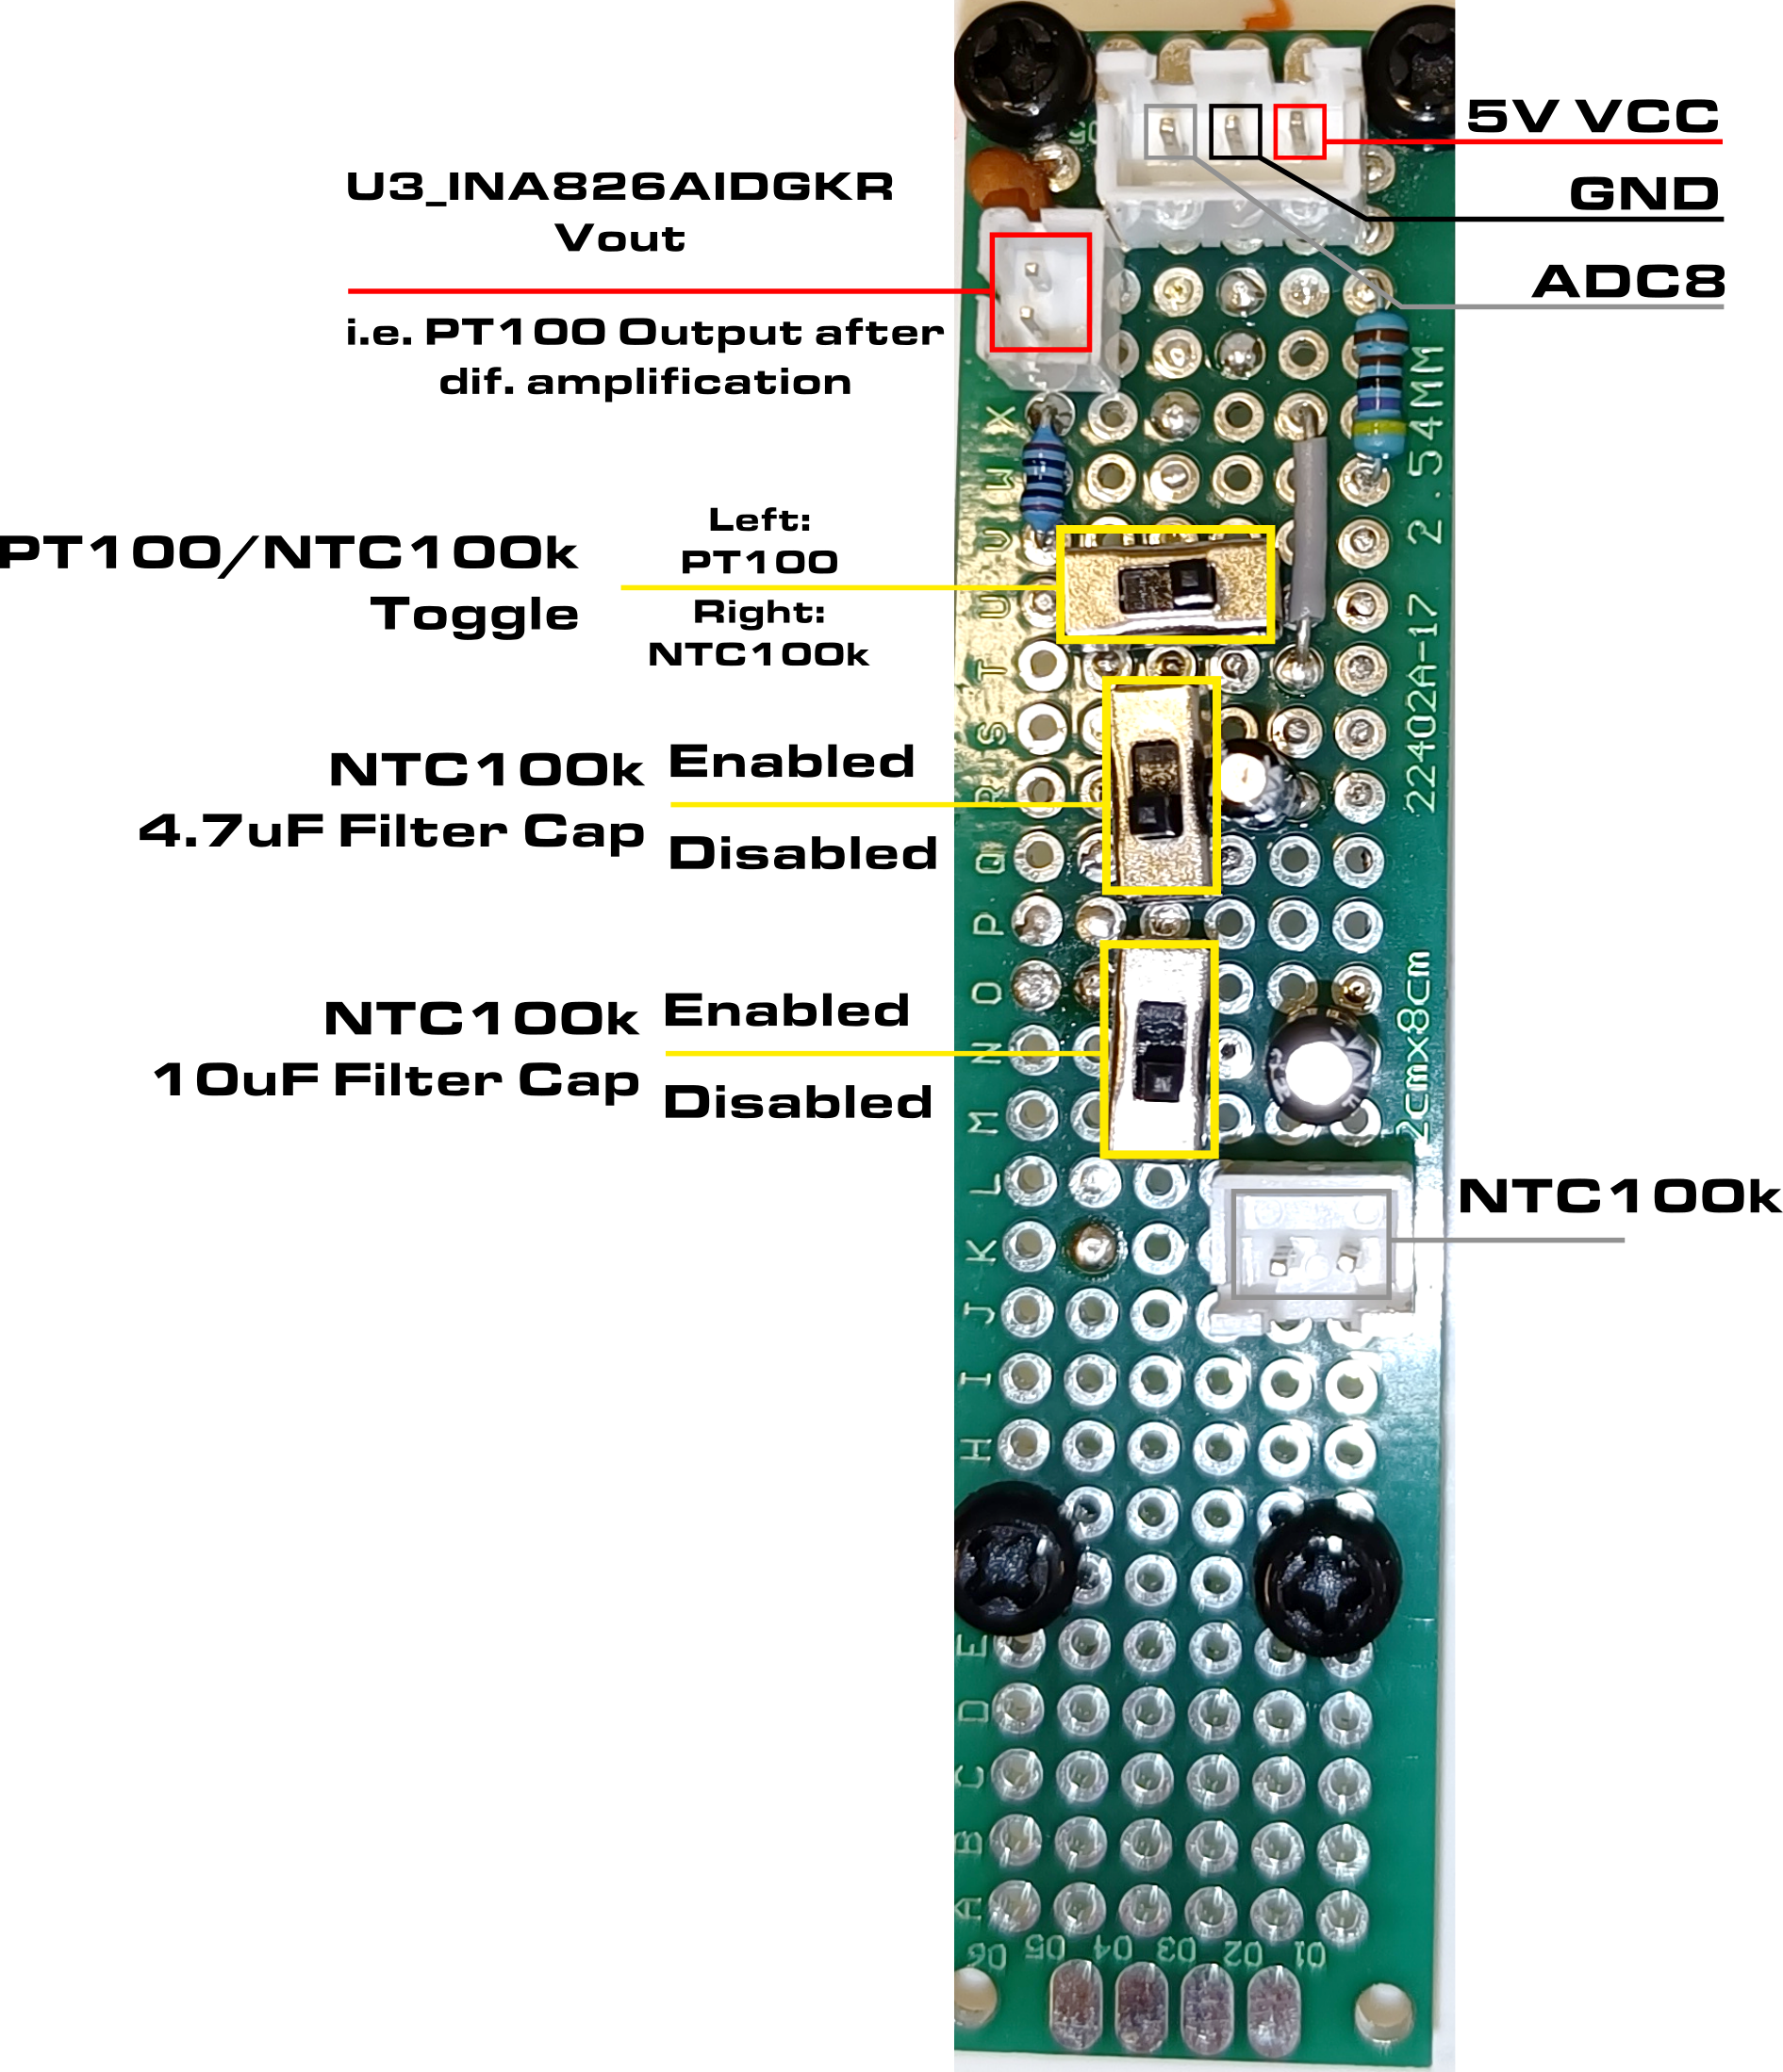 5V VCC
GND
ADC8
U3_INA826AIDGKR
Vout
i.e. PT100 Output after
dif. amplification
PT100/NTC100k
Toggle
Left:
PT100
Right:
NTC100k
NTC100k
4.7uF Filter Cap
Enabled
Disabled
NTC100k
10uF Filter Cap
Enabled
Disabled
NTC100k
05
X
W
V
U
T
S
R
Q
P
O
N
M
L
K
J
I
H
E
D
C
B
A
22402A-17 2.54MM
2cmx8cm
06 05 04 03 02 01